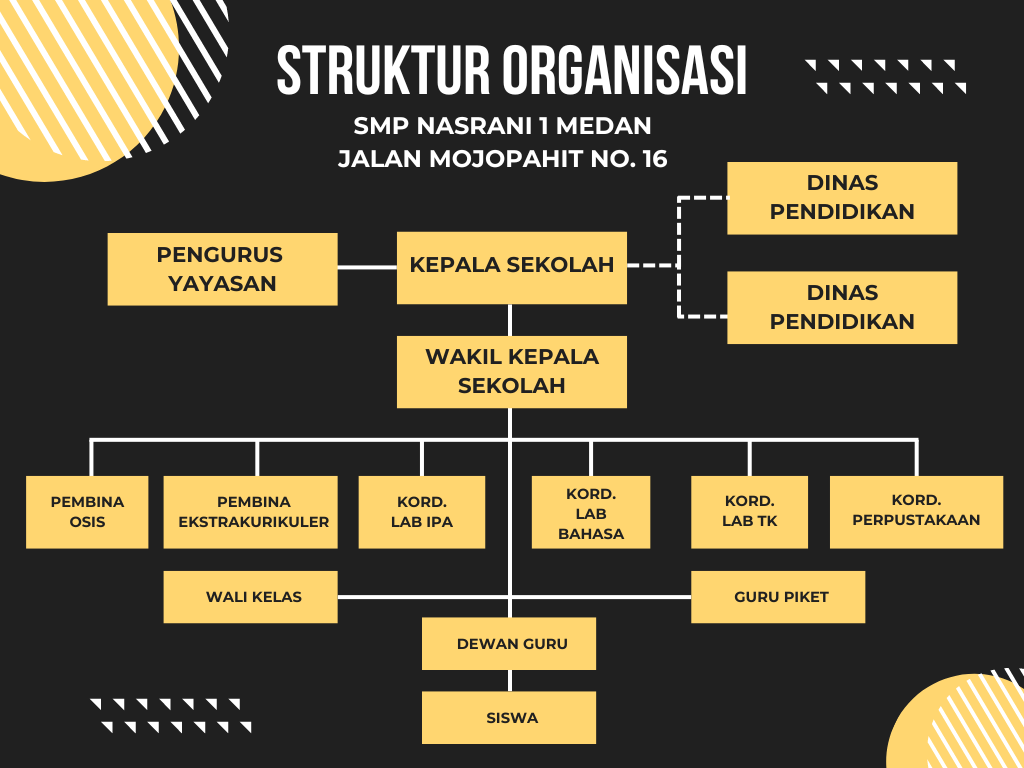 STRUKTUR ORGANISASI
SMP NASRANI 1 MEDAN
JALAN MOJOPAHIT NO. 16
DINAS
PENDIDIKAN
PENGURUS
YAYASAN
KEPALA SEKOLAH
DINAS
PENDIDIKAN
WAKIL KEPALA
SEKOLAH
PEMBINA
OSIS
PEMBINA
EKSTRAKURIKULER
KORD.
LAB IPA
KORD.
LAB
BAHASA
KORD.
LAB TK
KORD.
PERPUSTAKAAN
WALI KELAS
GURU PIKET
DEWAN GURU
SISWA